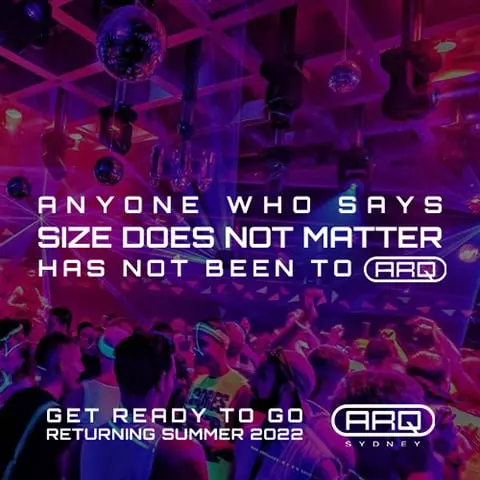 ANYONE WHO SAYS
SIZE DOES NOT MATTER
HAS NOT BEEN TO ARQ
GET READY TO GO
RETURNING SUMMER 2022
ARQ
SYDNEY